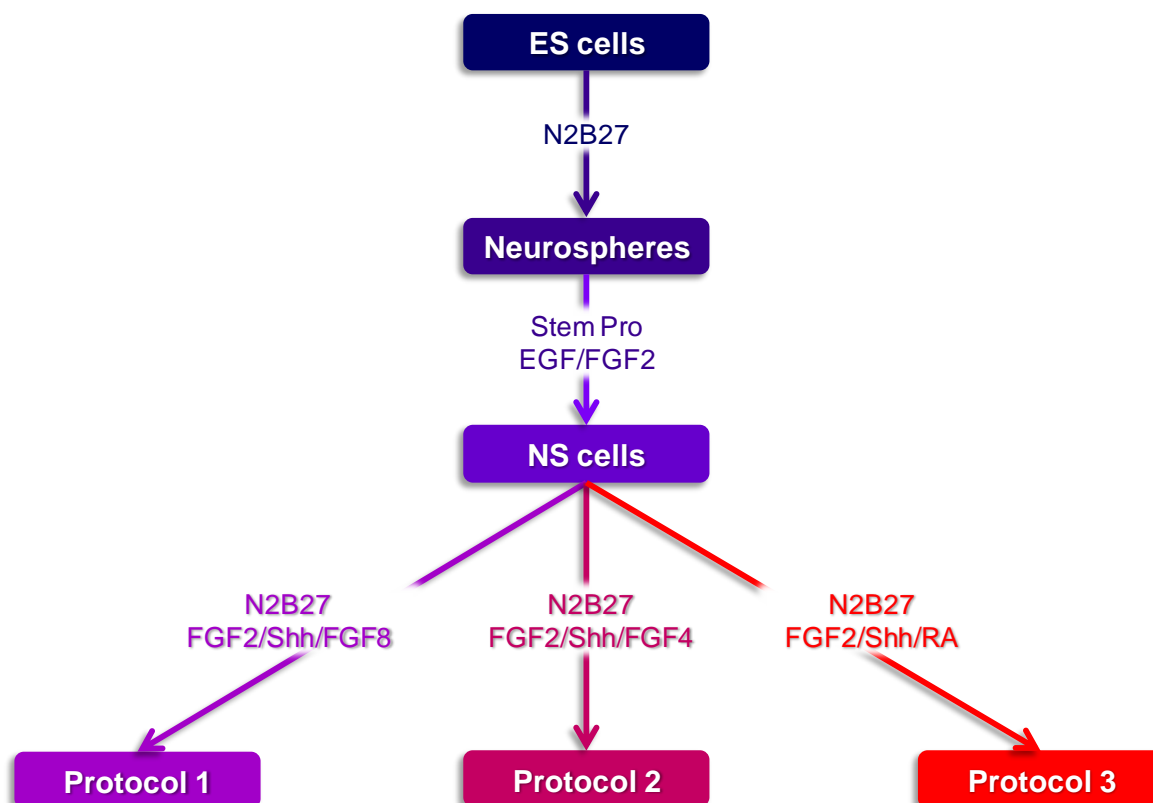 ES cells
N2B27
Neurospheres
Stem Pro
EGF/FGF2
NS cells
N2B27
FGF2/Shh/FGF8
N2B27
FGF2/Shh/FGF4
N2B27
FGF2/Shh/RA
Protocol 1
Protocol 2
Protocol 3